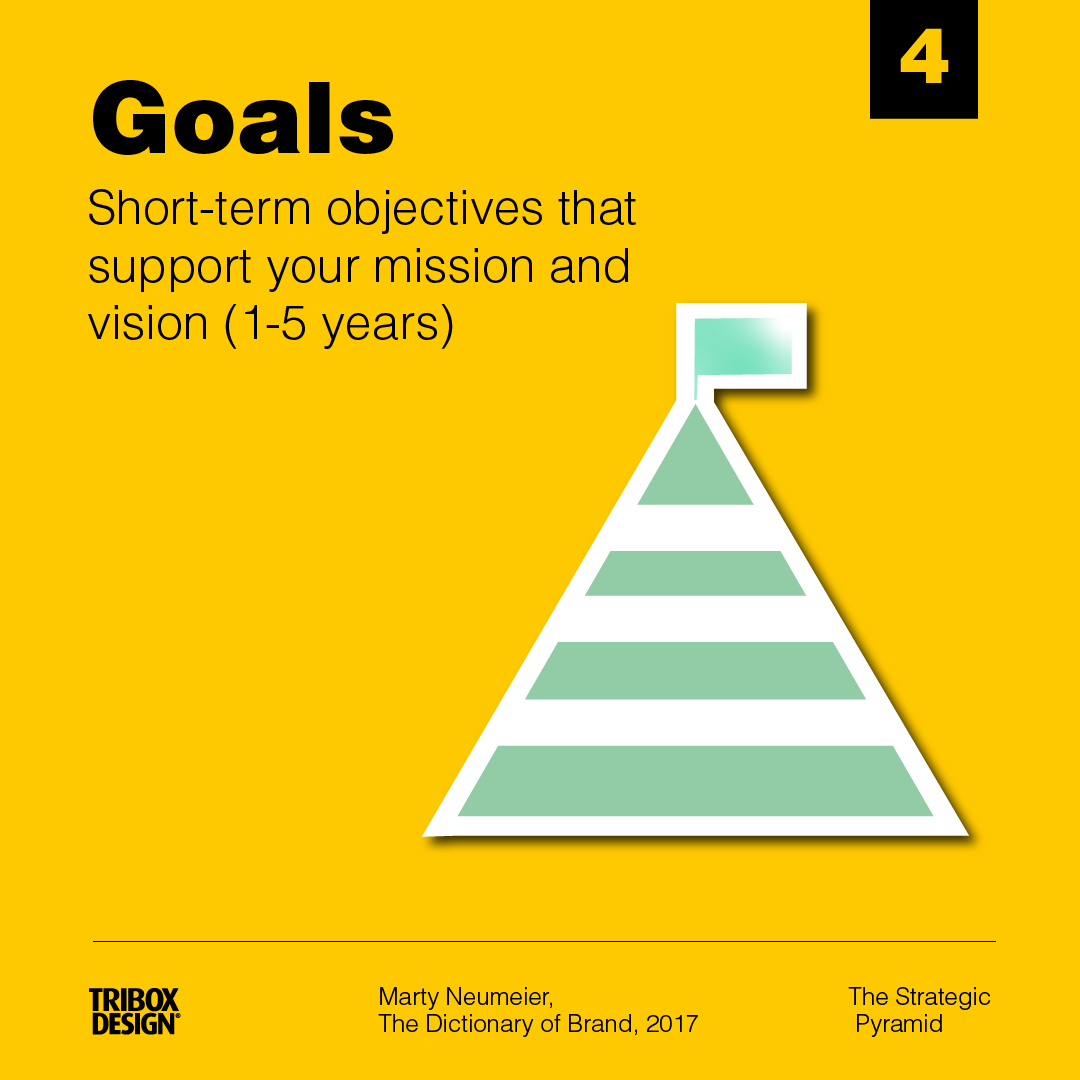 4
Goals
Short-term objectives that
support your mission and
vision (1-5 years)
TRIBOX
DESIGN®
Marty Neumeier,
The Dictionary of Brand, 2017
The Strategic
Pyramid